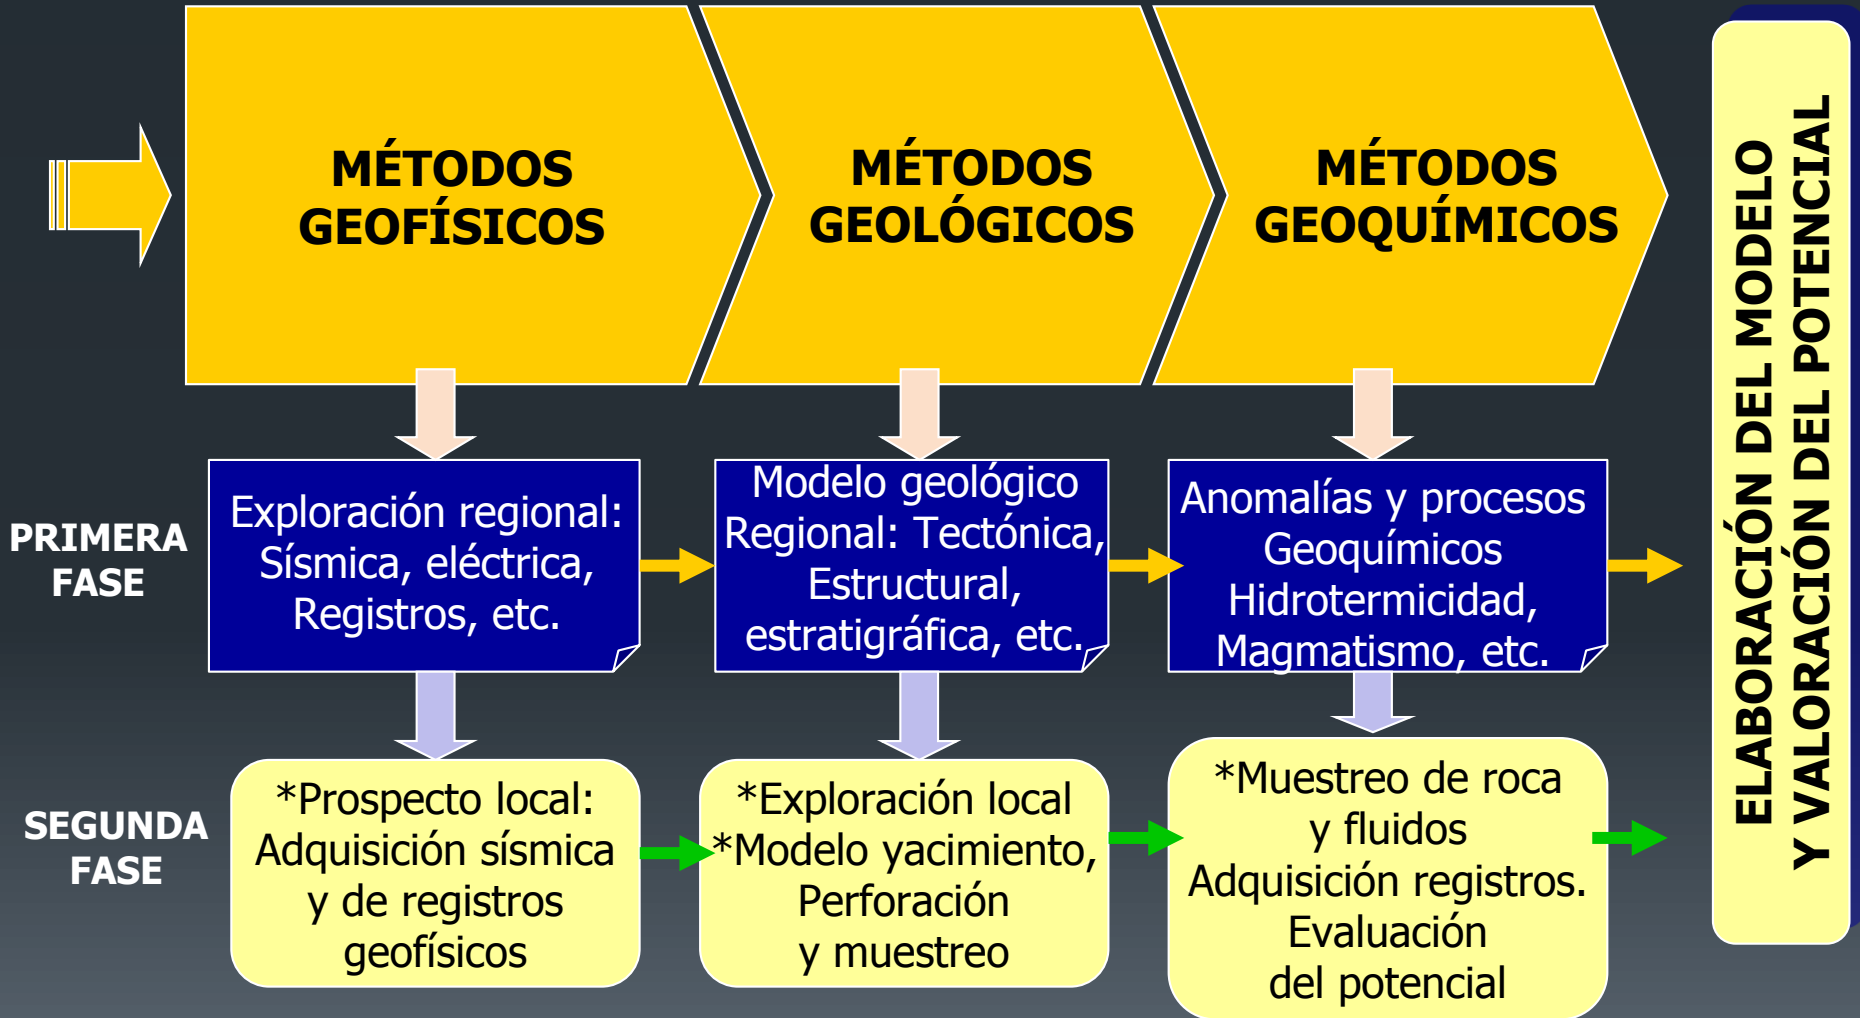 MÉTODOS
GEOFÍSICOS
MÉTODOS
GEOLÓGICOS
MÉTODOS
GEOQUÍMICOS
PRIMERA
FASE
Exploración regional:
Sísmica, eléctrica,
Registros, etc.
Modelo geológico
Regional: Tectónica,
Estructural,
estratigráfica, etc.
Anomalías y procesos
Geoquímicos
Hidrotermicidad,
Magmatismo, etc.
SEGUNDA
FASE
*Prospecto local:
Adquisición sísmica
y de registros
geofísicos
*Exploración local
*Modelo yacimiento,
Perforación
y muestreo
*Muestreo de roca
y fluidos
Adquisición registros.
Evaluación
del potencial
ELABORACIÓN DEL MODELO
Y VALORACIÓN DEL POTENCIAL